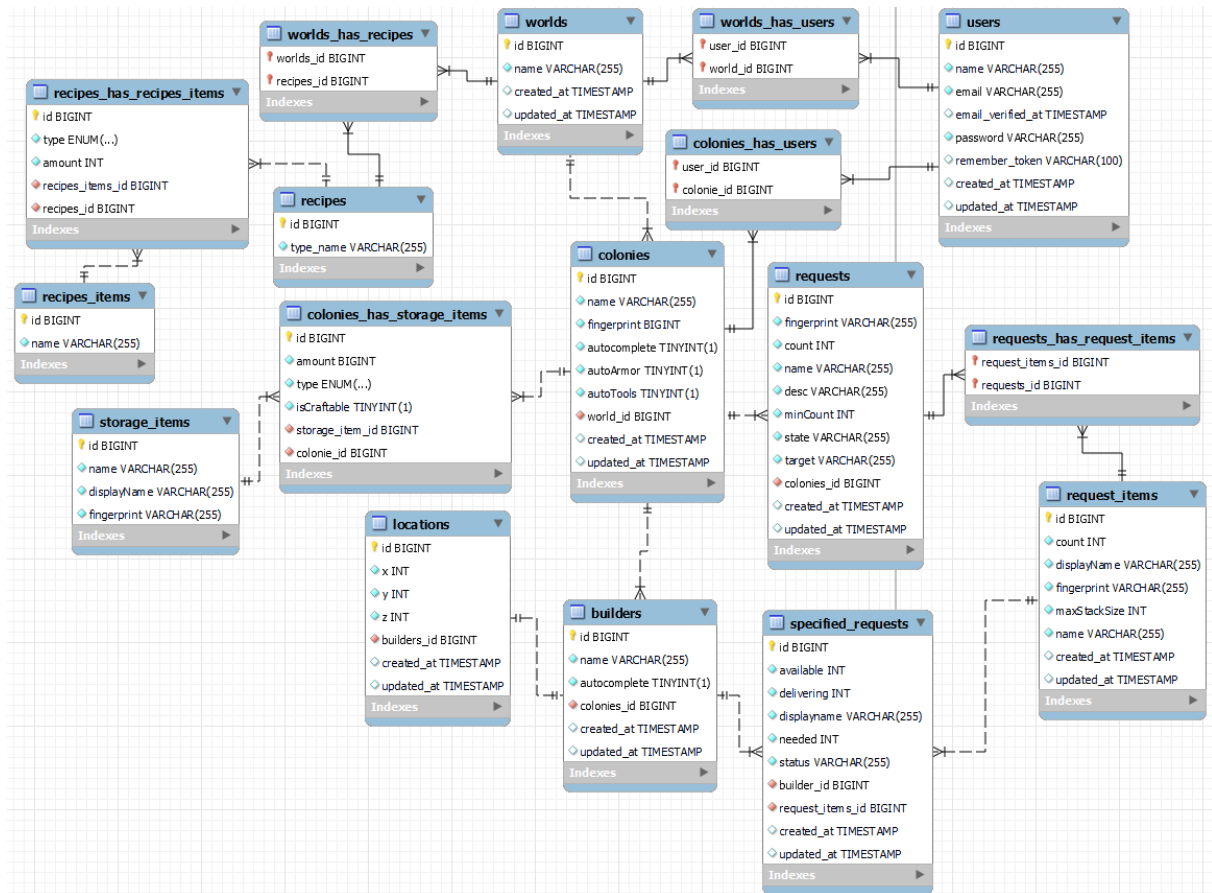 worlds_has_recipes
worlds_id BIGINT
recipes_id BIGINT
Indexes
worlds
id BIGINT
name VARCHAR(255)
created_at TIMESTAMP
updated_at TIMESTAMP
Indexes
worlds_has_users
user_id BIGINT
world_id BIGINT
Indexes
users
id BIGINT
name VARCHAR(255)
email VARCHAR(255)
email_verified_at TIMESTAMP
password VARCHAR(255)
remember_token VARCHAR(100)
created_at TIMESTAMP
updated_at TIMESTAMP
Indexes
recipes_has_recipes_items
id BIGINT
type ENUM(...)
amount INT
recipes_items_id BIGINT
recipes_id BIGINT
Indexes
colonies_has_users
user_id BIGINT
colonie_id BIGINT
Indexes
recipes
id BIGINT
type_name VARCHAR(255)
Indexes
colonies
id BIGINT
name VARCHAR(255)
fingerprint BIGINT
autocomplete TINYINT(1)
autoArmor TINYINT(1)
autoTools TINYINT(1)
world_id BIGINT
created_at TIMESTAMP
updated_at TIMESTAMP
Indexes
requests
id BIGINT
fingerprint VARCHAR(255)
count INT
name VARCHAR(255)
desc VARCHAR(255)
minCount INT
state VARCHAR(255)
target VARCHAR(255)
colonies_id BIGINT
created_at TIMESTAMP
updated_at TIMESTAMP
Indexes
recipes_items
id BIGINT
name VARCHAR(255)
Indexes
colonies_has_storage_items
id BIGINT
amount BIGINT
type ENUM(...)
isCraftable TINYINT(1)
storage_item_id BIGINT
colonie_id BIGINT
Indexes
requests_has_request_items
request_items_id BIGINT
requests_id BIGINT
Indexes
storage_items
id BIGINT
name VARCHAR(255)
displayName VARCHAR(255)
fingerprint VARCHAR(255)
Indexes
request_items
id BIGINT
count INT
displayName VARCHAR(255)
fingerprint VARCHAR(255)
maxStackSize INT
name VARCHAR(255)
created_at TIMESTAMP
updated_at TIMESTAMP
Indexes
locations
id BIGINT
x INT
y INT
z INT
builders_id BIGINT
created_at TIMESTAMP
updated_at TIMESTAMP
Indexes
builders
id BIGINT
name VARCHAR(255)
autocomplete TINYINT(1)
colonies_id BIGINT
created_at TIMESTAMP
updated_at TIMESTAMP
Indexes
specified_requests
id BIGINT
available INT
delivering INT
displayname VARCHAR(255)
needed INT
status VARCHAR(255)
builder_id BIGINT
request_items_id BIGINT
created_at TIMESTAMP
updated_at TIMESTAMP
Indexes